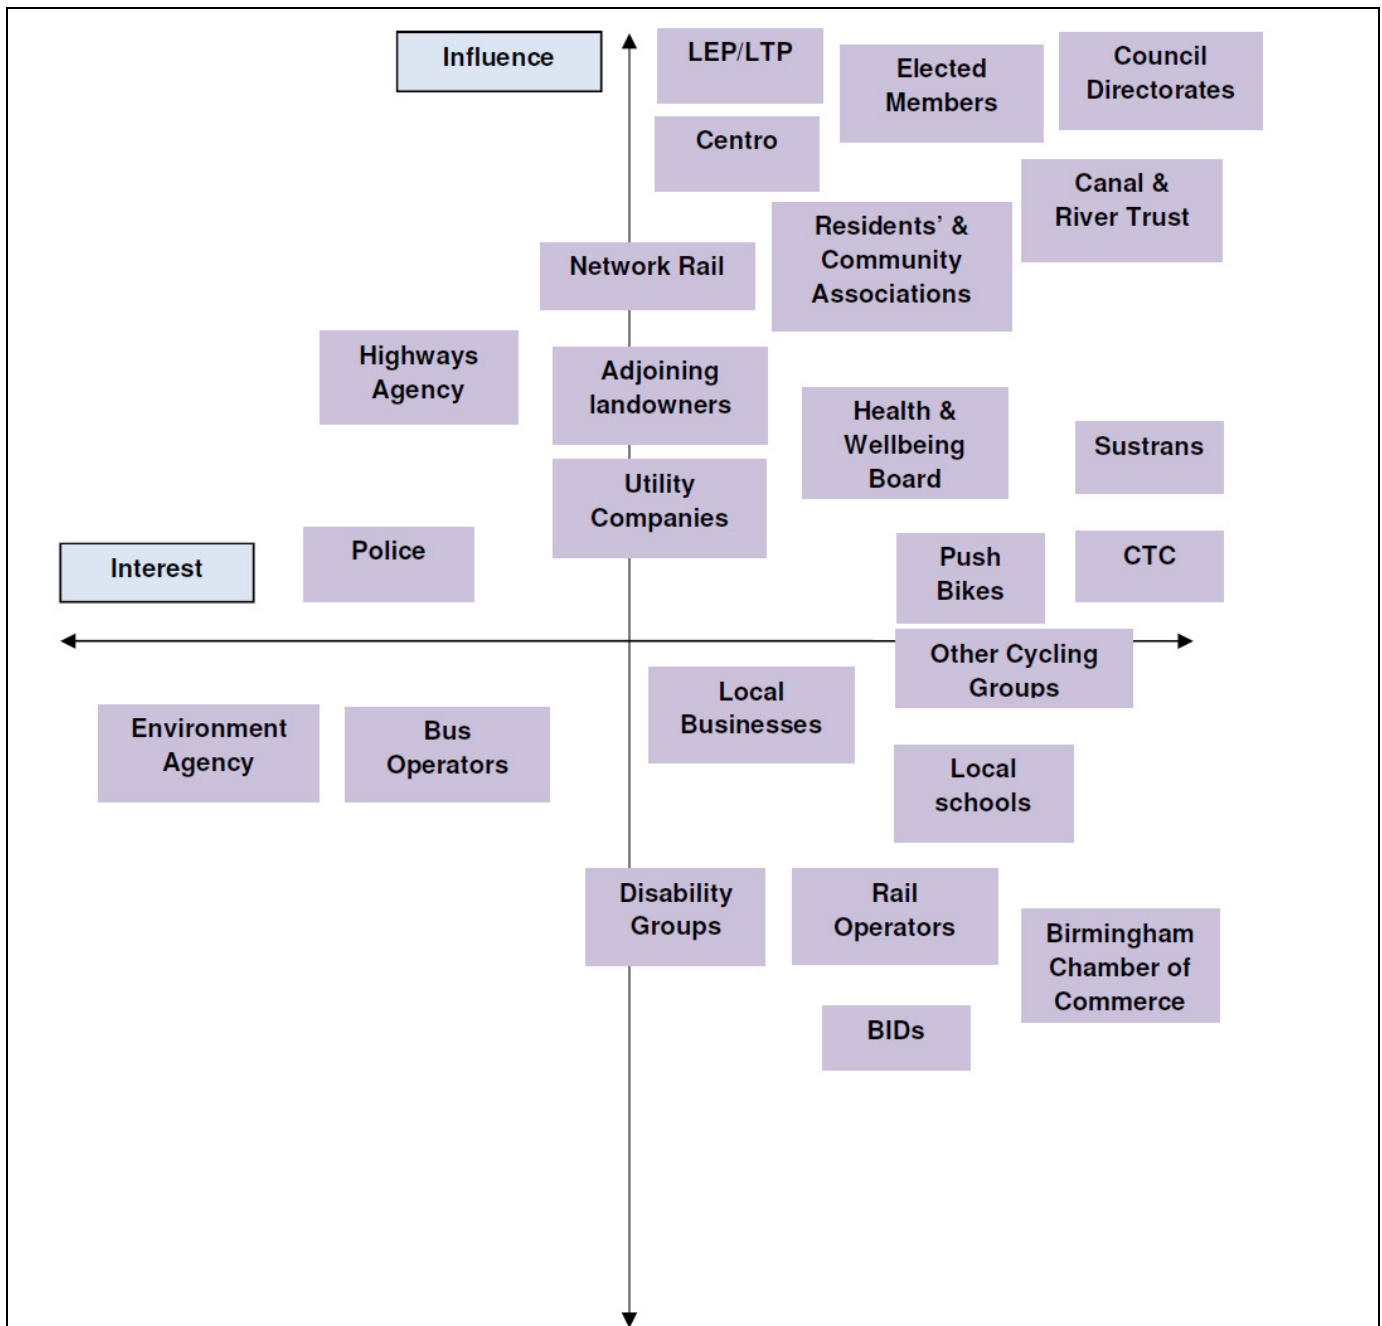 Influence
LEP/LTP
Elected
Members
Council
Directorates
Centro
Canal &
River Trust
Residents’ &
Community
Associations
Network Rail
Highways
Agency
Adjoining
landowners
Health &
Wellbeing
Board
Sustrans
Utility
Companies
Interest
Police
Push
Bikes
CTC
Other Cycling
Groups
Local
Businesses
Environment
Agency
Bus
Operators
Local
schools
Disability
Groups
Rail
Operators
Birmingham
Chamber of
Commerce
BIDs